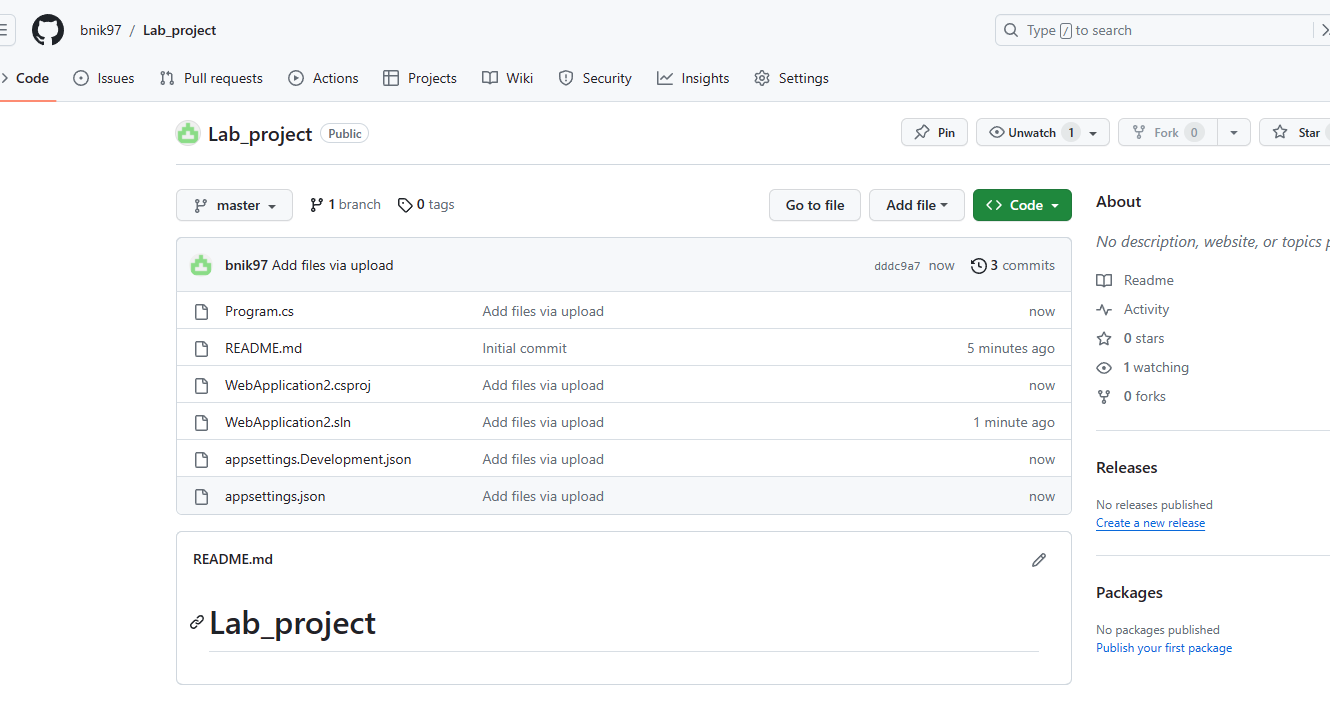 bnik97 / Lab_project
Type / to search
Code Issues Pull requests Actions Projects Wiki Security Insights Settings
Lab_project Public
Pin Unwatch 1 Fork 0 Star
master 1 branch 0 tags Go to file Add file <> Code
About
No description, website, or topics p
bnik97 Add files via upload dddc9a7 now 3 commits
Program.cs Add files via upload now
README.md Initial commit 5 minutes ago
WebApplication2.csproj Add files via upload now
WebApplication2.sln Add files via upload 1 minute ago
appsettings.Development.json Add files via upload now
appsettings.json Add files via upload now
README.md
Lab_project
Readme
Activity
0 stars
1 watching
0 forks
Releases
No releases published
Create a new release
Packages
No packages published
Publish your first package